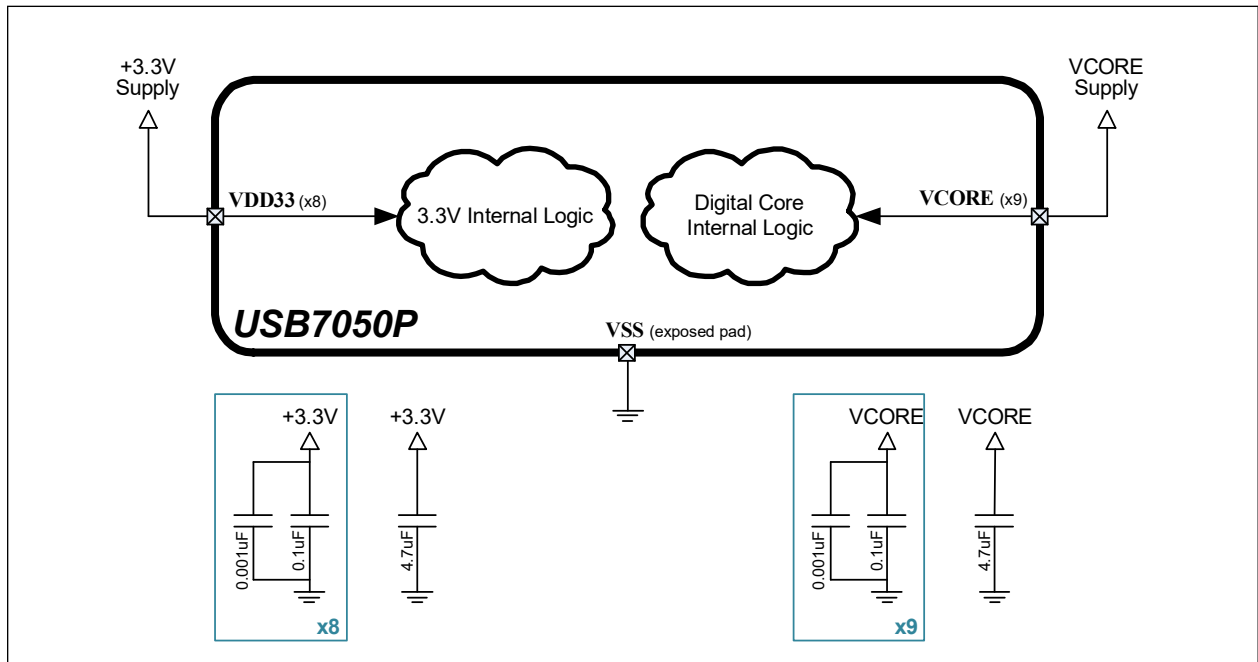 +3.3V
Supply
VCORE
Supply
VDD33 (x8)
3.3V Internal Logic
Digital Core
Internal Logic
VCORE (x9)
USB7050P
VSS (exposed pad)
+3.3V
+3.3V
VCORE
VCORE
0.001uF
0.1uF
4.7uF
0.001uF
0.1uF
4.7uF
x8
x9